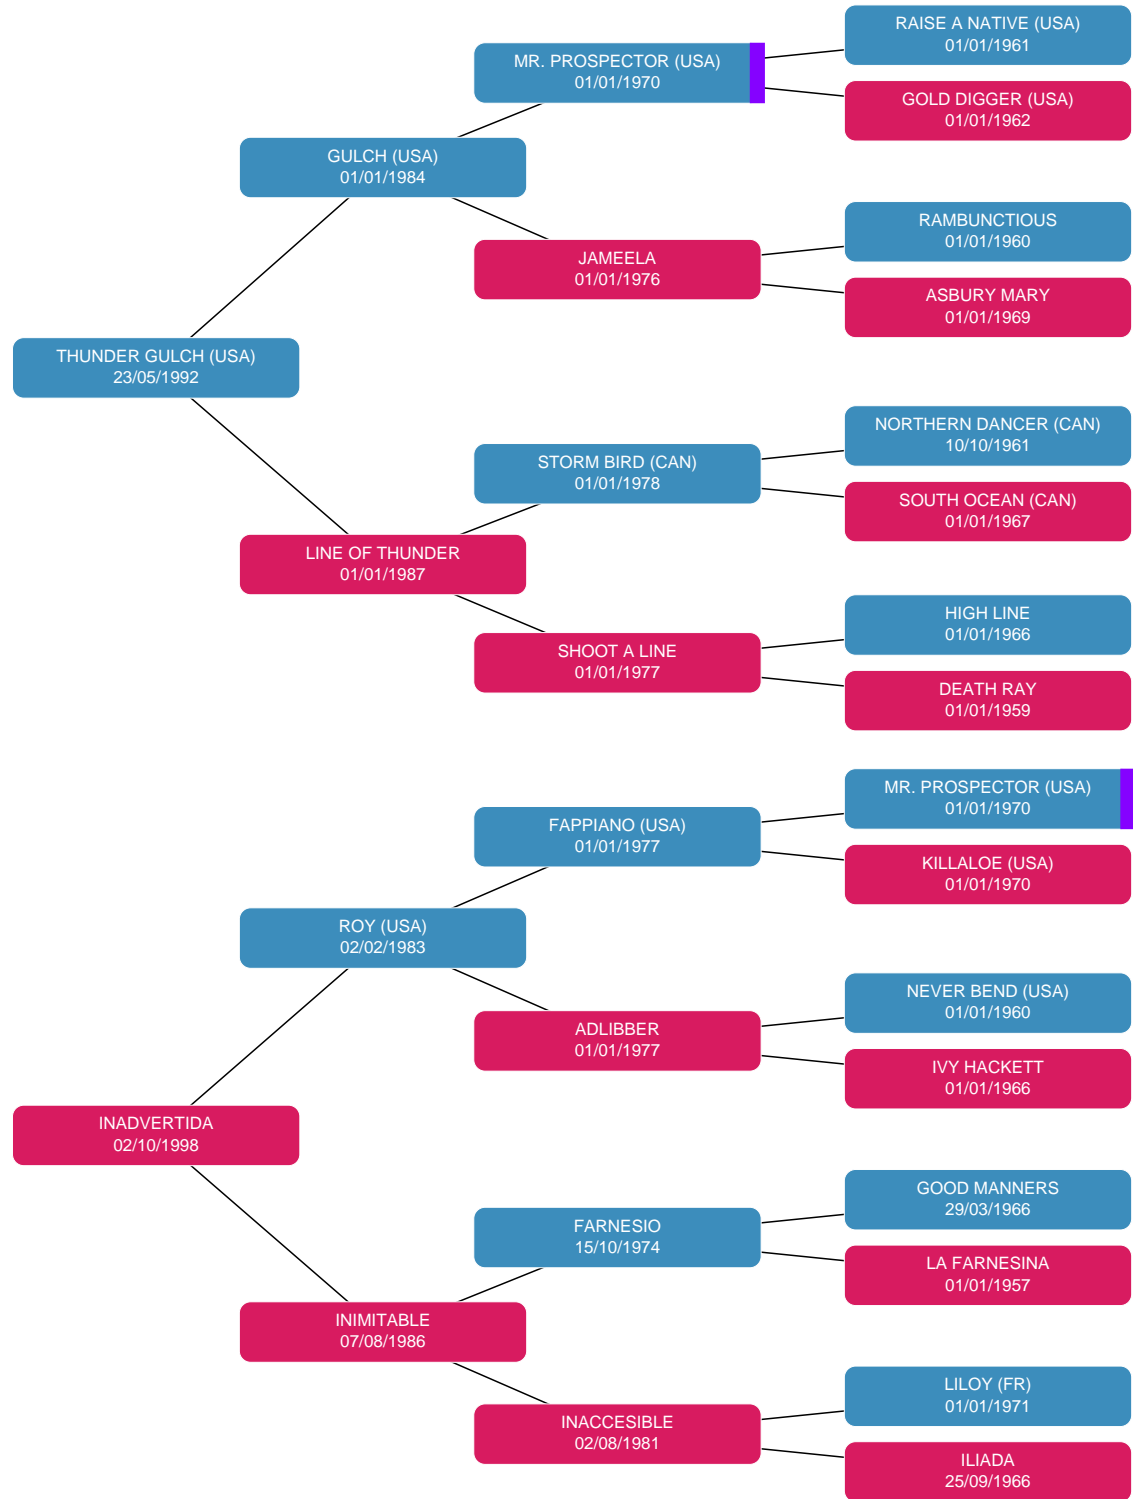 RAISE A NATIVE (USA)
01/01/1961
MR. PROSPECTOR (USA)
01/01/1970
GOLD DIGGER (USA)
01/01/1962
GULCH (USA)
01/01/1984
RAMBUNCTIOUS
01/01/1960
JAMEELA
01/01/1976
ASBURY MARY
01/01/1969
THUNDER GULCH (USA)
23/05/1992
NORTHERN DANCER (CAN)
10/10/1961
STORM BIRD (CAN)
01/01/1978
SOUTH OCEAN (CAN)
01/01/1967
LINE OF THUNDER
01/01/1987
HIGH LINE
01/01/1966
SHOOT A LINE
01/01/1977
DEATH RAY
01/01/1959
MR. PROSPECTOR (USA)
01/01/1970
FAPPIANO (USA)
01/01/1977
KILLALOE (USA)
01/01/1970
ROY (USA)
02/02/1983
NEVER BEND (USA)
01/01/1960
ADLIBBER
01/01/1977
IVY HACKETT
01/01/1966
INADVERTIDA
02/10/1998
GOOD MANNERS
29/03/1966
FARNESIO
15/10/1974
LA FARNESINA
01/01/1957
INIMITABLE
07/08/1986
LILOY (FR)
01/01/1971
INACCESIBLE
02/08/1981
ILIADA
25/09/1966